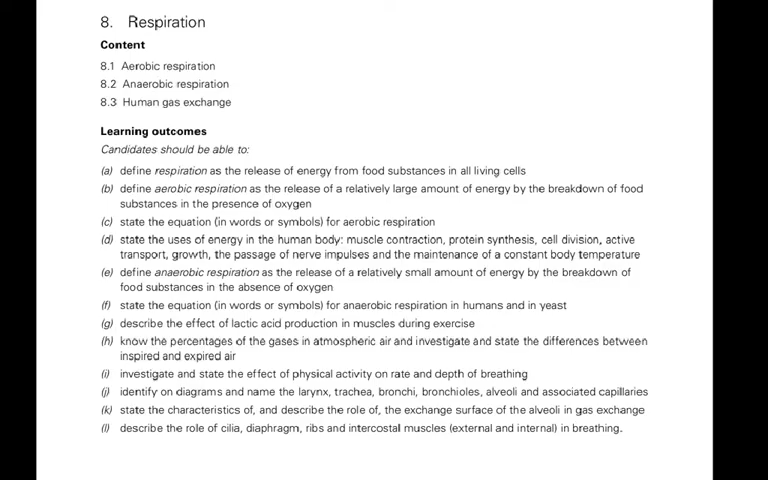 8. Respiration
Content
8.1 Aerobic respiration
8.2 Anaerobic respiration
8.3 Human gas exchange
Learning outcomes
Candidates should be able to:
(a) define respiration as the release of energy from food substances in all living cells
(b) define aerobic respiration as the release of a relatively large amount of energy by the breakdown of food
substances in the presence of oxygen
(c) state the equation (in words or symbols) for aerobic respiration
(d) state the uses of energy in the human body: muscle contraction, protein synthesis, cell division, active
transport, growth, the passage of nerve impulses and the maintenance of a constant body temperature
(e) define anaerobic respiration as the release of a relatively small amount of energy by the breakdown of
food substances in the absence of oxygen
(f) state the equation (in words or symbols) for anaerobic respiration in humans and in yeast
(g) describe the effect of lactic acid production in muscles during exercise
(h) know the percentages of the gases in atmospheric air and investigate and state the differences between
inspired and expired air
(i) investigate and state the effect of physical activity on rate and depth of breathing
(j) identify on diagrams and name the larynx, trachea, bronchi, bronchioles, alveoli and associated capillaries
(k) state the characteristics of, and describe the role of, the exchange surface of the alveoli in gas exchange
(l) describe the role of cilia, diaphragm, ribs and intercostal muscles (external and internal) in breathing.